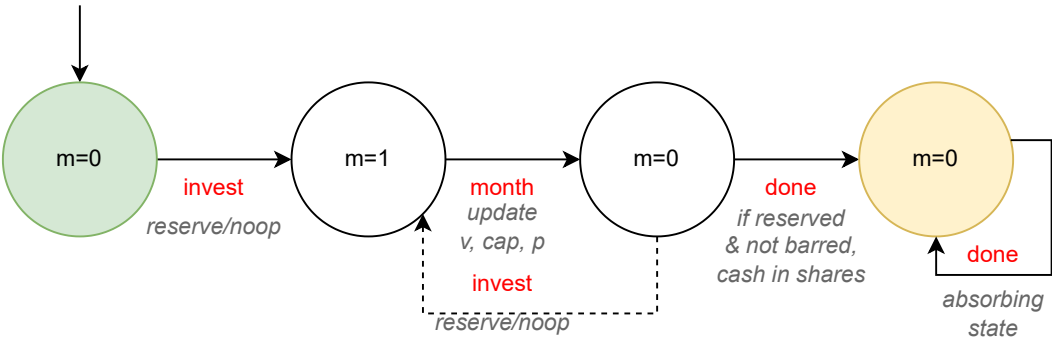 m=0
invest
reserve/noop
m=1
month
update
v, cap, p
invest
reserve/noop
m=0
done
if reserved
& not barred,
cash in shares
m=0
done
absorbing
state